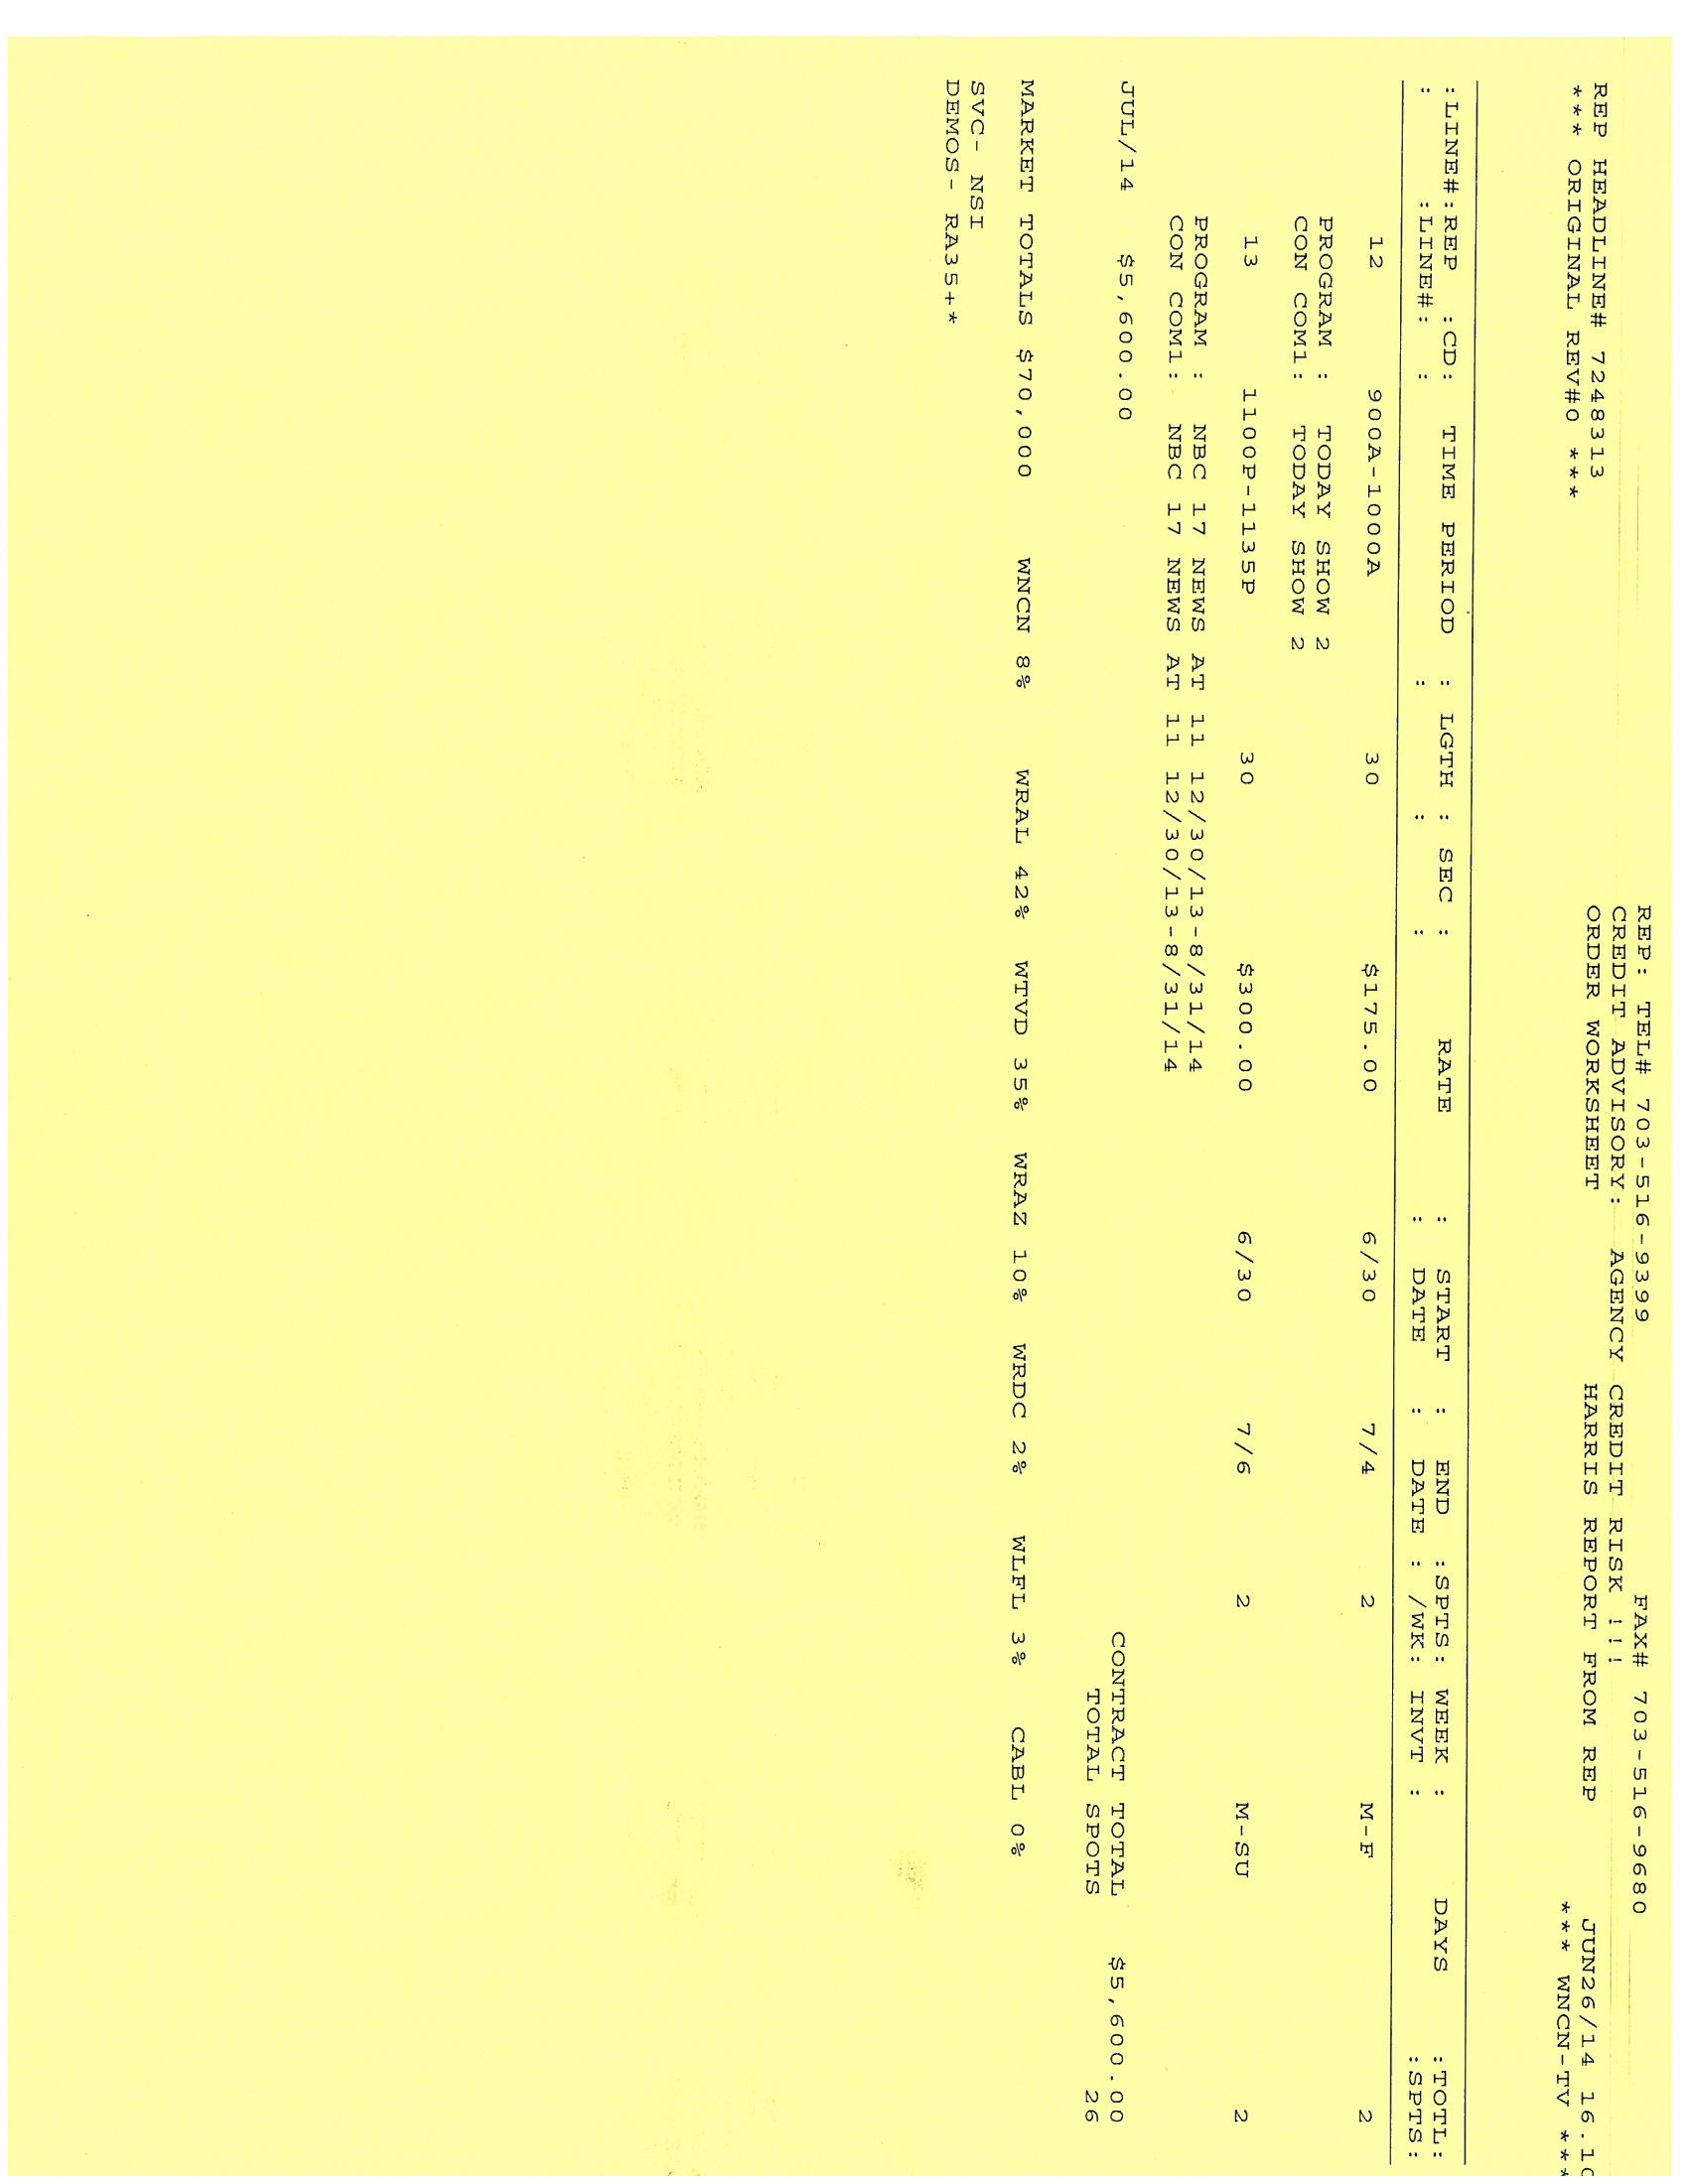 REP: TEL# 703-516-9399 FAX# 703-516-9680
CREDIT ADVISORY: AGENCY CREDIT RISK !!!
REP HEADLINE# 7248313 ORDER WORKSHEET HARRIS REPORT FROM REP JUN26/14 16.10
*** ORIGINAL REV#0 *** *** WNCN-TV ***
:LINE#:REP :CD: TIME PERIOD : LGTH : SEC : RATE : START : END :SPTS: WEEK : DAYS :TOTL:
: :LINE#: : : : : : DATE : DATE : /WK: INVT : :SPTS:
12 900A-1000A 30 $175.00 6/30 7/4 2 M-F 2
PROGRAM : TODAY SHOW 2
CON COM1: TODAY SHOW 2
13 1100P-1135P 30 $300.00 6/30 7/6 2 M-SU 2
PROGRAM : NBC 17 NEWS AT 11 12/30/13-8/31/14
CON COM1: NBC 17 NEWS AT 11 12/30/13-8/31/14
JUL/14 $5,600.00 CONTRACT TOTAL $5,600.00
TOTAL SPOTS 26
MARKET TOTALS $70,000 WNCN 8% WRAL 42% WTVD 35% WRAZ 10% WRDC 2% WLFL 3% CABL 0%
SVC- NSI
DEMOS- RA35+*